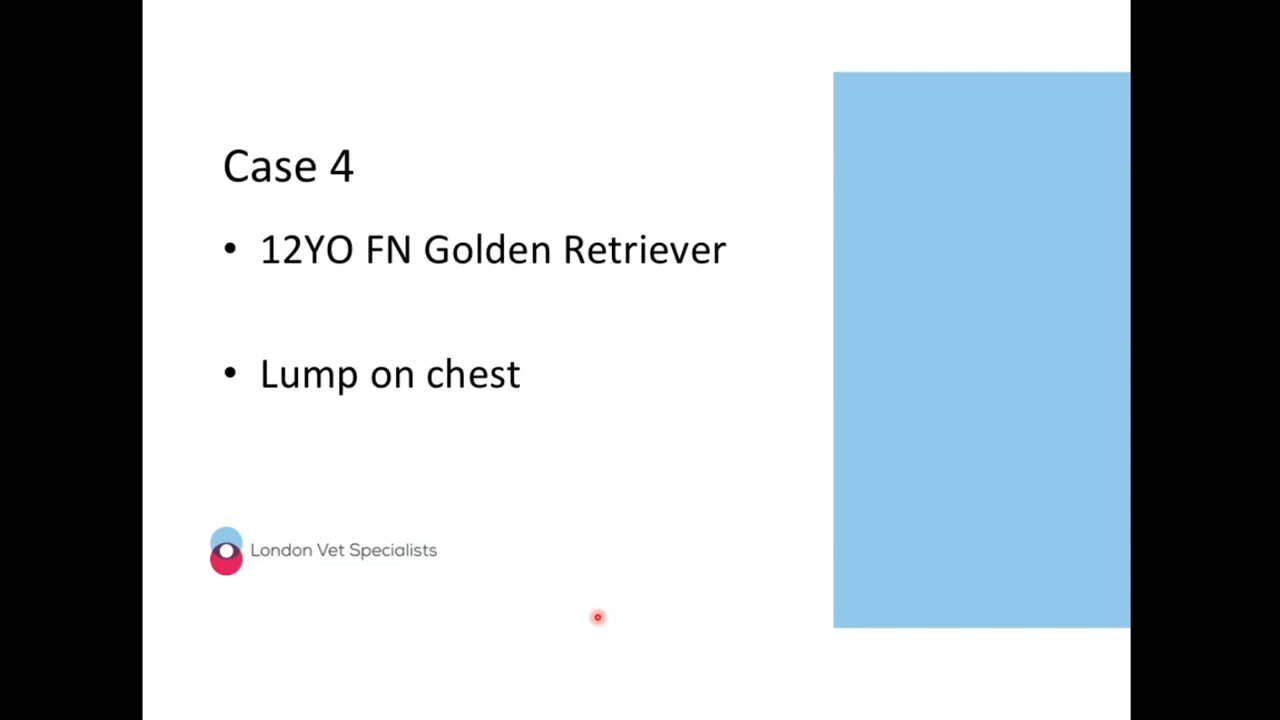 Case 4
• 12YO FN Golden Retriever
• Lump on chest
London Vet Specialists